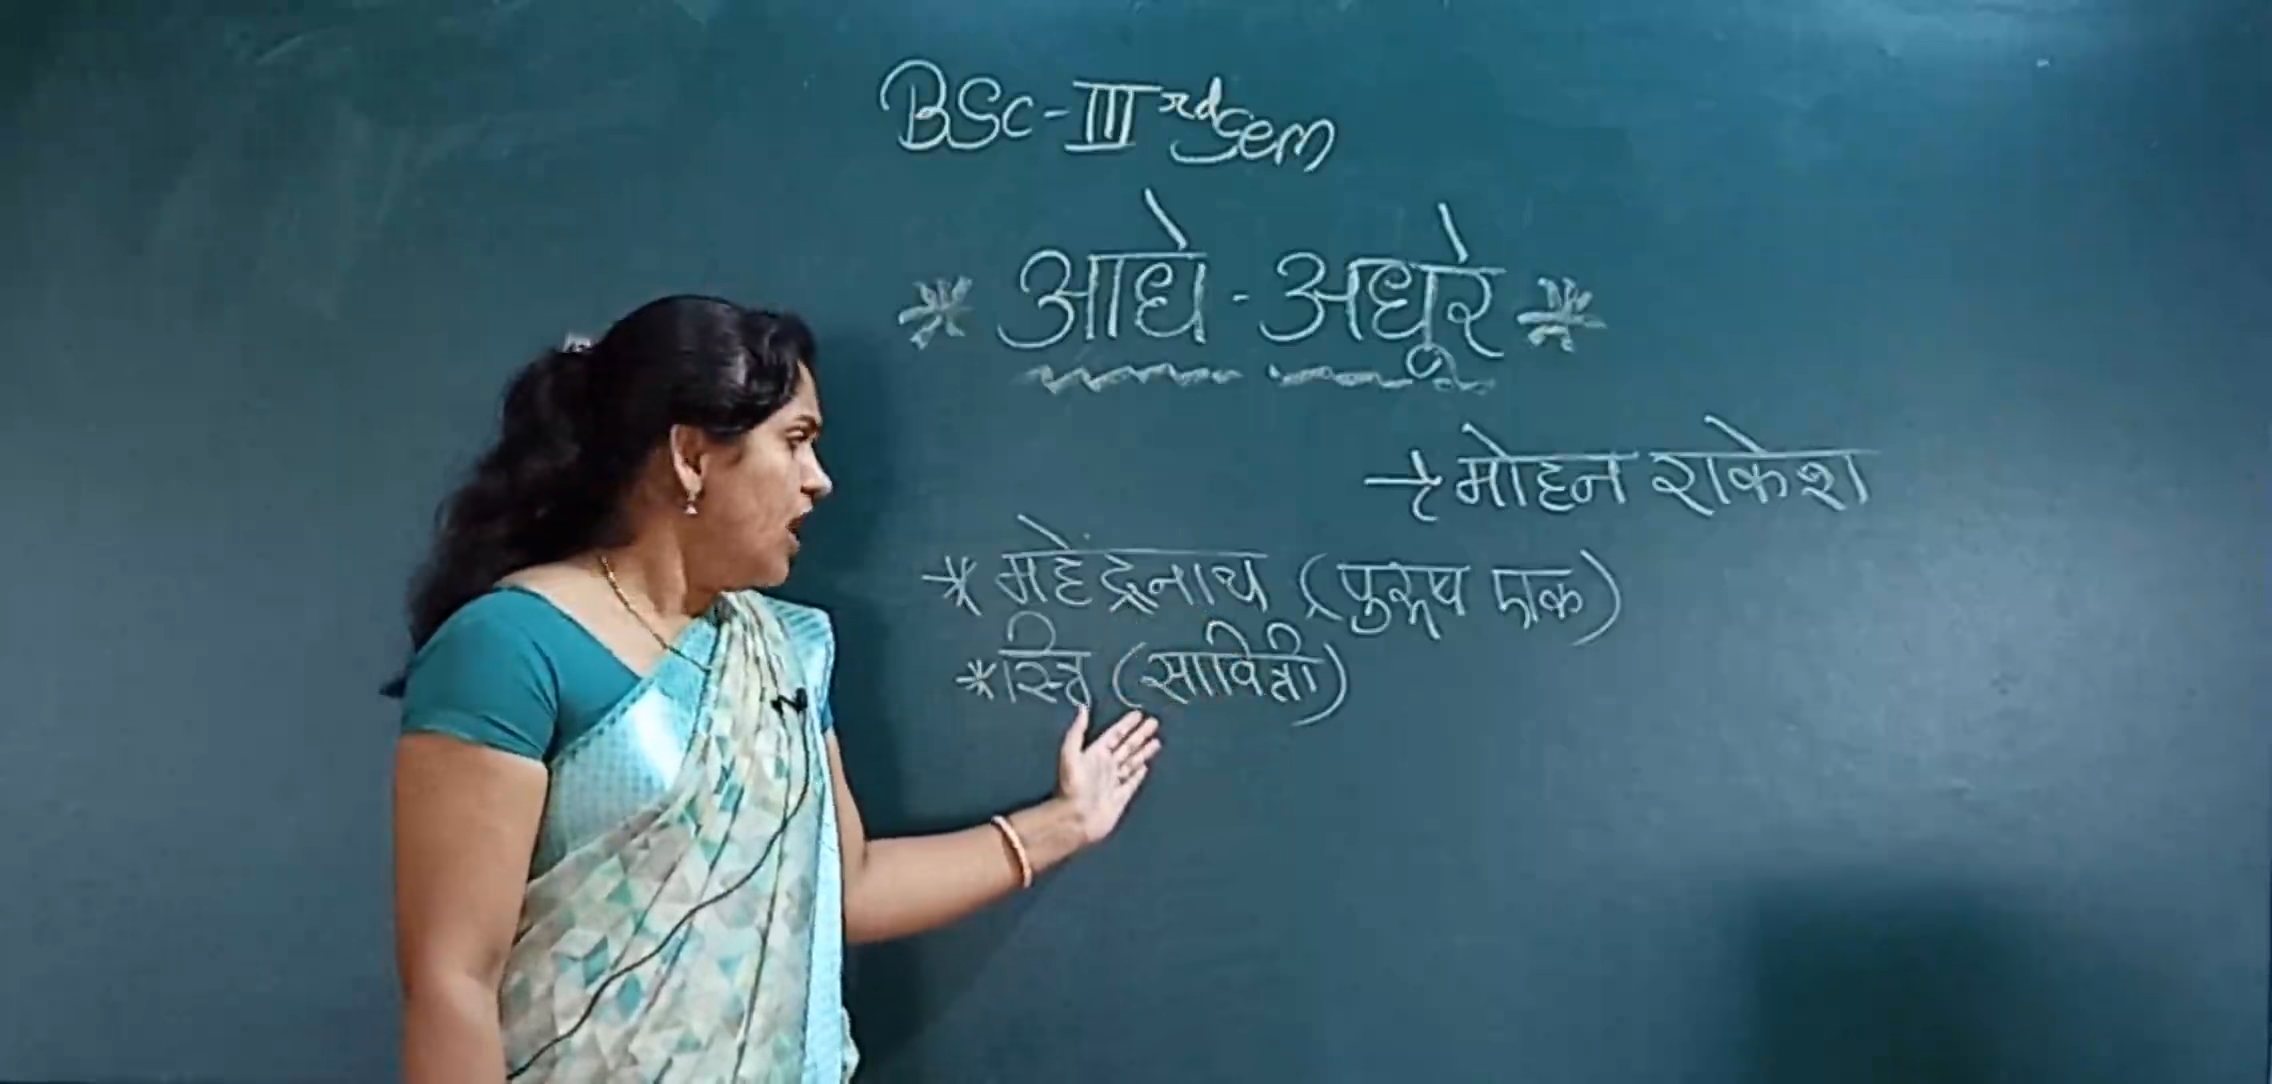 BSc-III rd Sem
* आधे - अधूरे *
→ मोहन राकेश
* महेंद्रनाथ (पुरूष एक)
* स्त्रि (सावित्री)